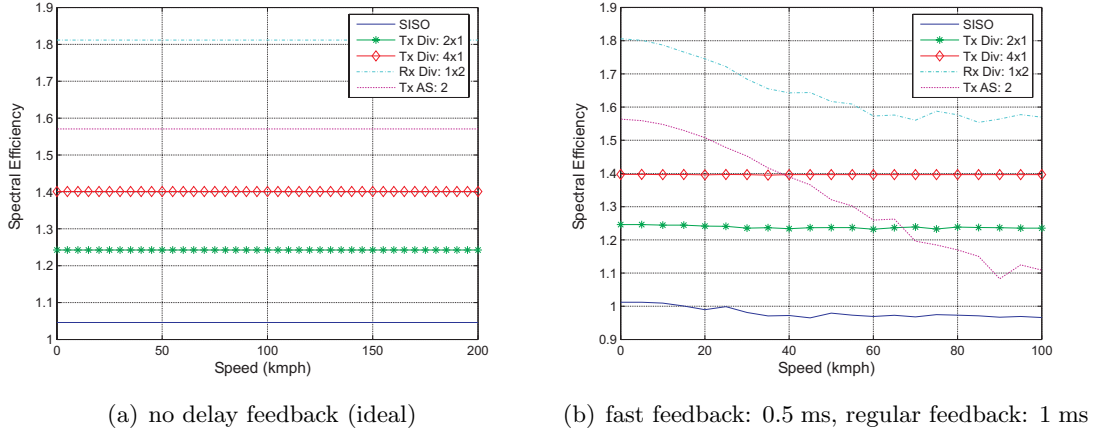 1.9
1.8
1.7
1.6
1.5
1.4
1.3
1.2
1.1
1
Spectral Efficiency
0 50 100 150 200
Speed (kmph)
SISO
Tx Div: 2x1
Tx Div: 4x1
Rx Div: 1x2
Tx AS: 2
(a) no delay feedback (ideal)
1.9
1.8
1.7
1.6
1.5
1.4
1.3
1.2
1.1
1
0.9
Spectral Efficiency
0 20 40 60 80 100
Speed (kmph)
SISO
Tx Div: 2x1
Tx Div: 4x1
Rx Div: 1x2
Tx AS: 2
(b) fast feedback: 0.5 ms, regular feedback: 1 ms